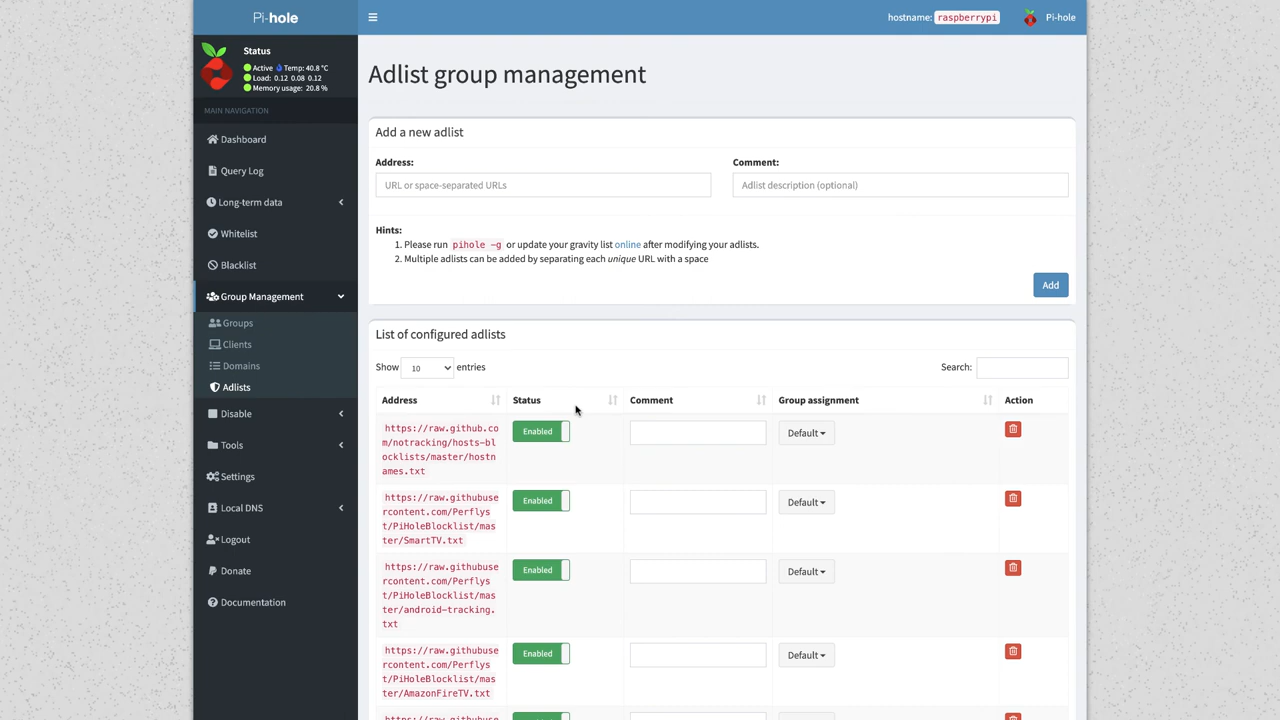 Pi-hole
hostname: raspberrypi
Pi-hole
Status
Active Temp: 40.8 °C
Load: 0.12 0.08 0.12
Memory usage: 20.8 %
MAIN NAVIGATION
Dashboard
Query Log
Long-term data
Whitelist
Blacklist
Group Management
Groups
Clients
Domains
Adlists
Disable
Tools
Settings
Local DNS
Logout
Donate
Documentation
Adlist group management
Add a new adlist
Address:
Comment:
URL or space-separated URLs
Adlist description (optional)
Hints:
1. Please run pihole -g or update your gravity list online after modifying your adlists.
2. Multiple adlists can be added by separating each unique URL with a space
Add
List of configured adlists
Show 10 entries
Search:
Address Status Comment Group assignment Action
https://raw.github.co
m/notracking/hosts-bl
ocklists/master/hostn
ames.txt
Enabled
Default
https://raw.githubuse
rcontent.com/Perflys
t/PiHoleBlocklist/mas
ter/SmartTV.txt
Enabled
Default
https://raw.githubuse
rcontent.com/Perflys
t/PiHoleBlocklist/mas
ter/android-tracking.
txt
Enabled
Default
https://raw.githubuse
rcontent.com/Perflys
t/PiHoleBlocklist/mas
ter/AmazonFireTV.txt
Enabled
Default